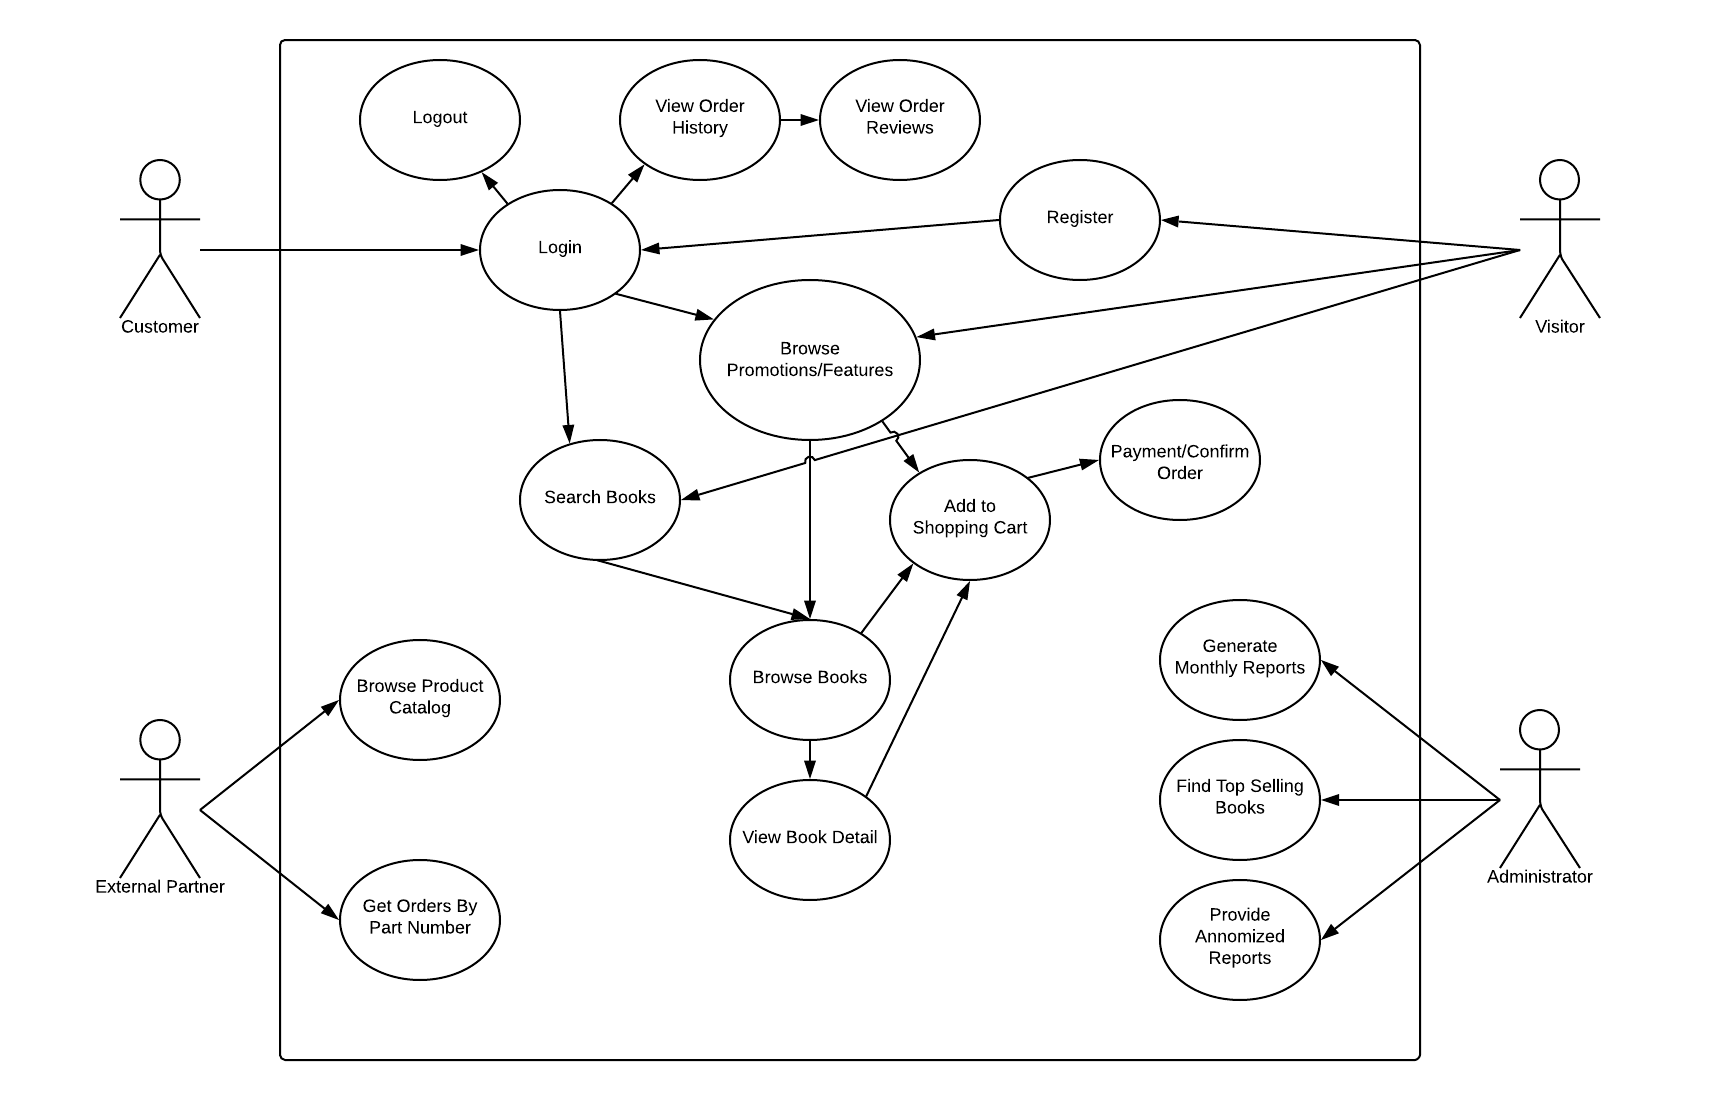 Logout
View Order
History
View Order
Reviews
Register
Login
Customer
Visitor
Browse
Promotions/Features
Payment/Confirm
Order
Search Books
Add to
Shopping Cart
Generate
Monthly Reports
Browse Books
Browse Product
Catalog
Find Top Selling
Books
View Book Detail
External Partner
Administrator
Get Orders By
Part Number
Provide
Annomized
Reports